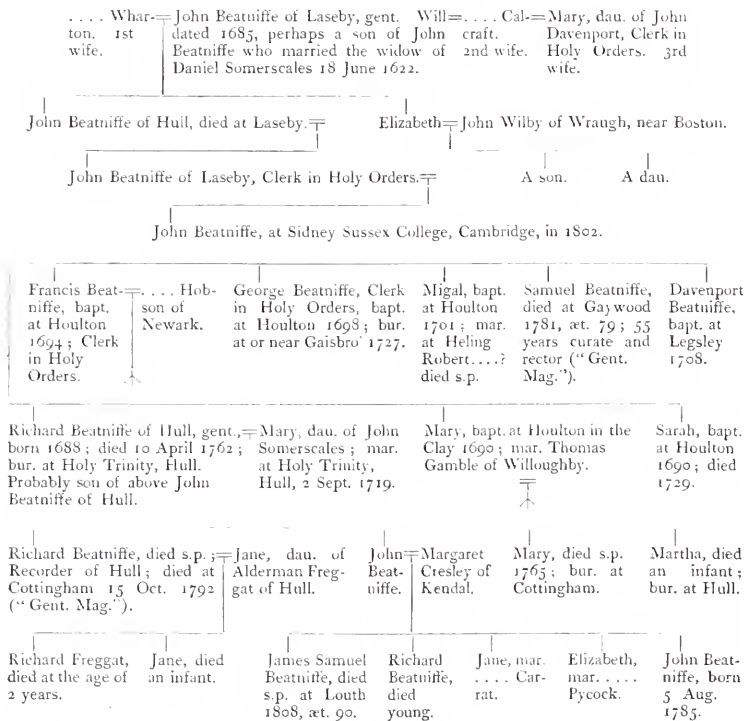 . . . . Whar-
ton. 1st
wife.
John Beatniffe of Laseby, gent. Will
dated 1685, perhaps a son of John
Beatniffe who married the widow of
Daniel Somerscales 18 June 1622.
. . . . Cal-
craft.
2nd wife.
Mary, dau. of John
Davenport, Clerk in
Holy Orders. 3rd
wife.
John Beatniffe of Hull, died at Laseby.
Elizabeth
John Wilby of Wraugh, near Boston.
John Beatniffe of Laseby, Clerk in Holy Orders.
A son.
A dau.
John Beatniffe, at Sidney Sussex College, Cambridge, in 1802.
Francis Beat-
niffe, bapt.
at Houlton
1694; Clerk
in Holy
Orders.
. . . . Hob-
son of
Newark.
George Beatniffe, Clerk
in Holy Orders, bapt.
at Houlton 1698; bur.
at or near Gaisbro' 1727.
Migal, bapt.
at Houlton
1701; mar.
at Heling
Robert....?
died s.p.
Samuel Beatniffe,
died at Gaywood
1781, æt. 79; 55
years curate and
rector ("Gent.
Mag.").
Davenport
Beatniffe,
bapt. at
Legsley
1708.
Richard Beatniffe of Hull, gent.,
born 1688; died 10 April 1762;
bur. at Holy Trinity, Hull.
Probably son of above John
Beatniffe of Hull.
Mary, dau. of John
Somerscales; mar.
at Holy Trinity,
Hull, 2 Sept. 1719.
Mary, bapt. at Houlton in the
Clay 1690; mar. Thomas
Gamble of Willoughby.
Sarah, bapt.
at Houlton
1690; died
1729.
Richard Beatniffe, died s.p.;
Recorder of Hull; died at
Cottingham 15 Oct. 1792
("Gent. Mag.").
Jane, dau. of
Alderman Freg-
gat of Hull.
John
Beat-
niffe.
Margaret
Cresley of
Kendal.
Mary, died s.p.
1765; bur. at
Cottingham.
Martha, died
an infant;
bur. at Hull.
Richard Freggat,
died at the age of
2 years.
Jane, died
an infant.
James Samuel
Beatniffe, died
s.p. at Louth
1808, æt. 90.
Richard
Beatniffe,
died
young.
Jane, mar.
. . . . Car-
rat.
Elizabeth,
mar. . . . .
Pycock.
John Beat-
niffe, born
5 Aug.
1785.